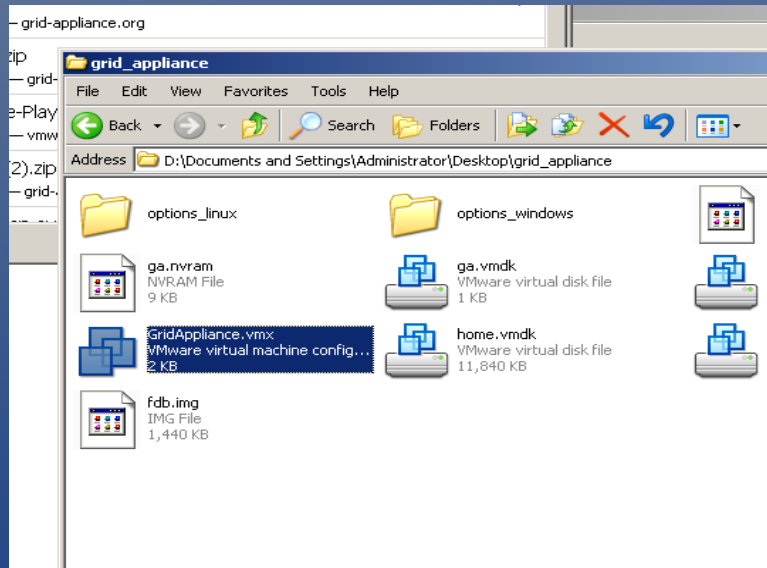 – grid-appliance.org
zip
— grid-
e-Play
— vmw
(2).zip
— grid-
grid_appliance
File Edit View Favorites Tools Help
Back Search Folders
Address D:\Documents and Settings\Administrator\Desktop\grid_appliance
options_linux
options_windows
ga.nvram
NVRAM File
9 KB
ga.vmdk
VMware virtual disk file
1 KB
GridAppliance.vmx
VMware virtual machine config...
2 KB
home.vmdk
VMware virtual disk file
11,840 KB
fdb.img
IMG File
1,440 KB